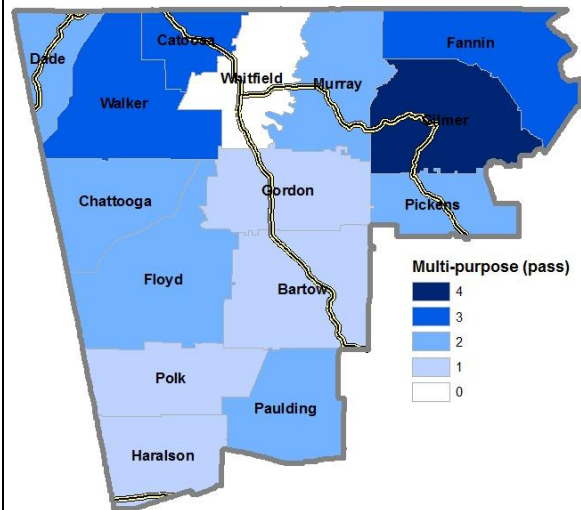 Catoosa
Dade
Fannin
Whitfield
Murray
Walker
Gilmer
Gordon
Chattooga
Pickens
Floyd
Bartow
Polk
Paulding
Haralson
Multi-purpose (pass)
4
3
2
1
0